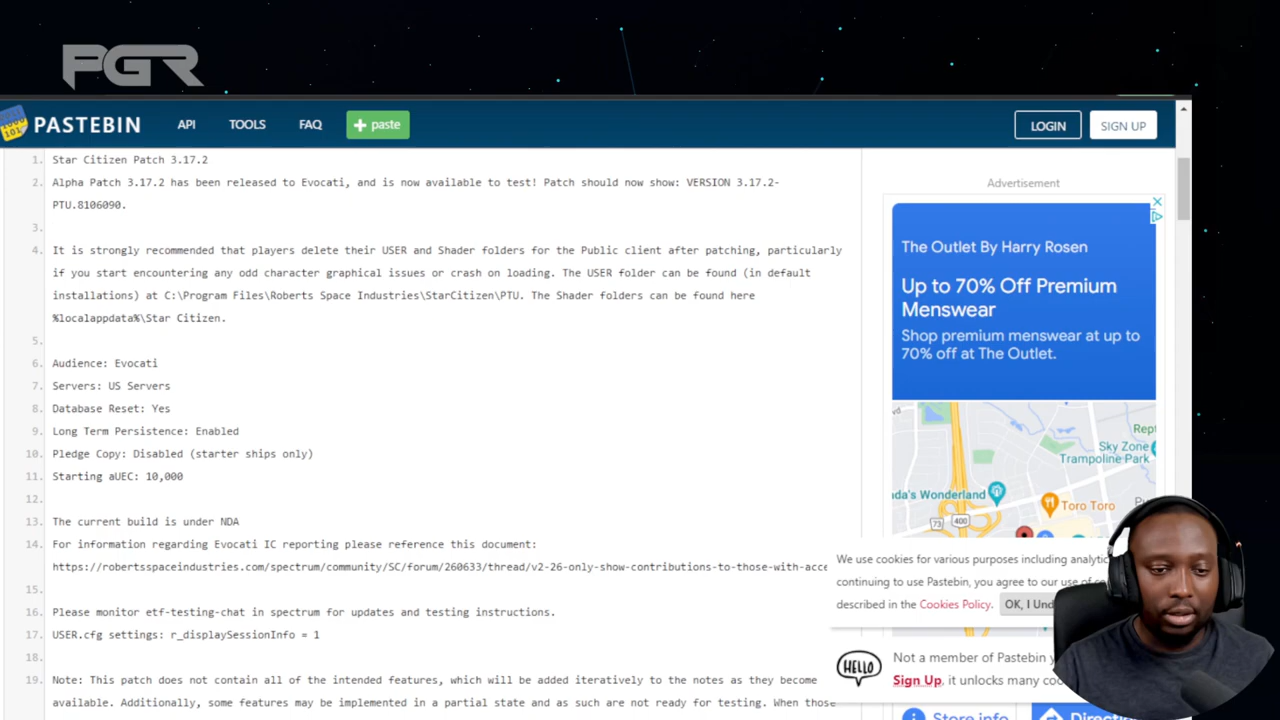 PGR
PASTEBIN
API
TOOLS
FAQ
+ paste
LOGIN
SIGN UP
1. Star Citizen Patch 3.17.2
2. Alpha Patch 3.17.2 has been released to Evocati, and is now available to test! Patch should now show: VERSION 3.17.2-
PTU.8106090.
3.
4. It is strongly recommended that players delete their USER and Shader folders for the Public client after patching, particularly
if you start encountering any odd character graphical issues or crash on loading. The USER folder can be found (in default
installations) at C:\Program Files\Roberts Space Industries\StarCitizen\PTU. The Shader folders can be found here
%localappdata%\Star Citizen.
5.
6. Audience: Evocati
7. Servers: US Servers
8. Database Reset: Yes
9. Long Term Persistence: Enabled
10. Pledge Copy: Disabled (starter ships only)
11. Starting aUEC: 10,000
12.
13. The current build is under NDA
14. For information regarding Evocati IC reporting please reference this document:
https://robertsspaceindustries.com/spectrum/community/SC/forum/260633/thread/v2-26-only-show-contributions-to-those-with-acce
15.
16. Please monitor etf-testing-chat in spectrum for updates and testing instructions.
17. USER.cfg settings: r_displaySessionInfo = 1
18.
19. Note: This patch does not contain all of the intended features, which will be added iteratively to the notes as they become
available. Additionally, some features may be implemented in a partial state and as such are not ready for testing. When those
Advertisement
The Outlet By Harry Rosen
Up to 70% Off Premium
Menswear
Shop premium menswear at up to
70% off at The Outlet.
Sky Zone
Trampoline Park
Wonderland
Toro Toro
73
400
We use cookies for various purposes including
continuing to use Pastebin, you agree to our use of
described in the Cookies Policy.
OK, I
HELLO
Not a member of Pastebin
Sign Up, it unlocks many
Store info